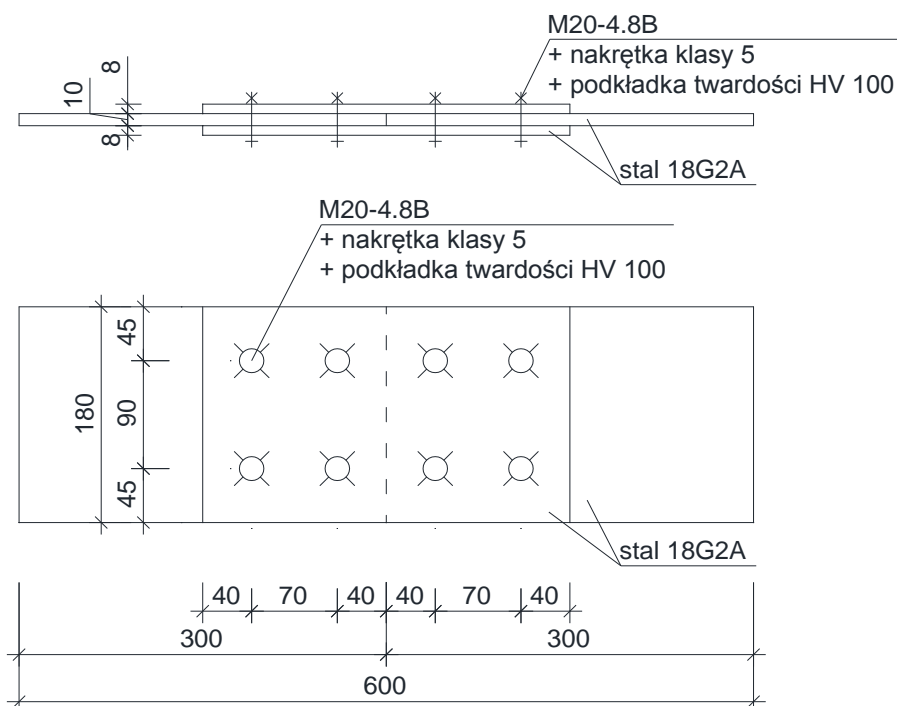 M20-4.8B
+ nakrętka klasy 5
+ podkładka twardości HV 100
8
10
8
stal 18G2A
M20-4.8B
+ nakrętka klasy 5
+ podkładka twardości HV 100
45
180
90
45
stal 18G2A
40 70 40 40 70 40
300 300
600